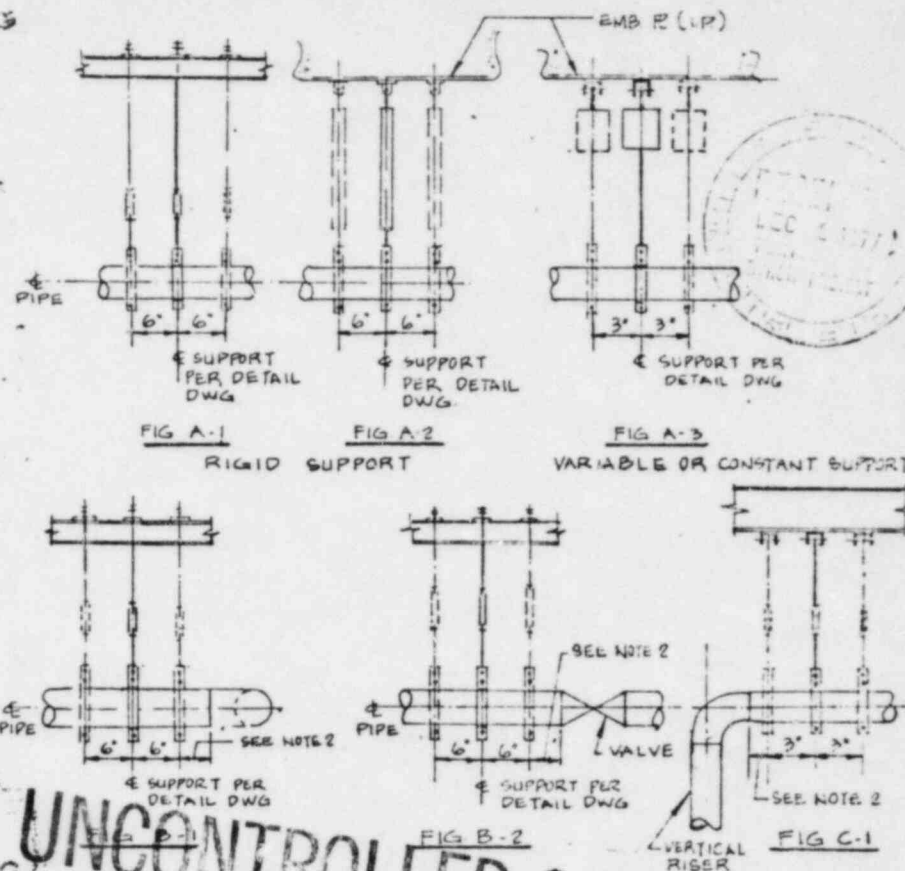 EMB ℄ (I.P.)
℄
PIPE
6" 6"
℄ SUPPORT
PER DETAIL
DWG
6" 6"
℄ SUPPORT
PER DETAIL
DWG.
3" 3"
℄ SUPPORT PER
DETAIL DWG
FIG A-1
FIG A-2
FIG A-3
RIGID SUPPORT
VARIABLE OR CONSTANT SUPPORT
℄
PIPE
6" 6"
SEE NOTE 2
℄ SUPPORT PER
DETAIL DWG
FIG B-1
℄
PIPE
6" 6"
SEE NOTE 2
VALVE
℄ SUPPORT PER
DETAIL DWG
FIG B-2
3" 3"
SEE NOTE 2
VERTICAL
RISER
FIG C-1
UNCONTROLLED